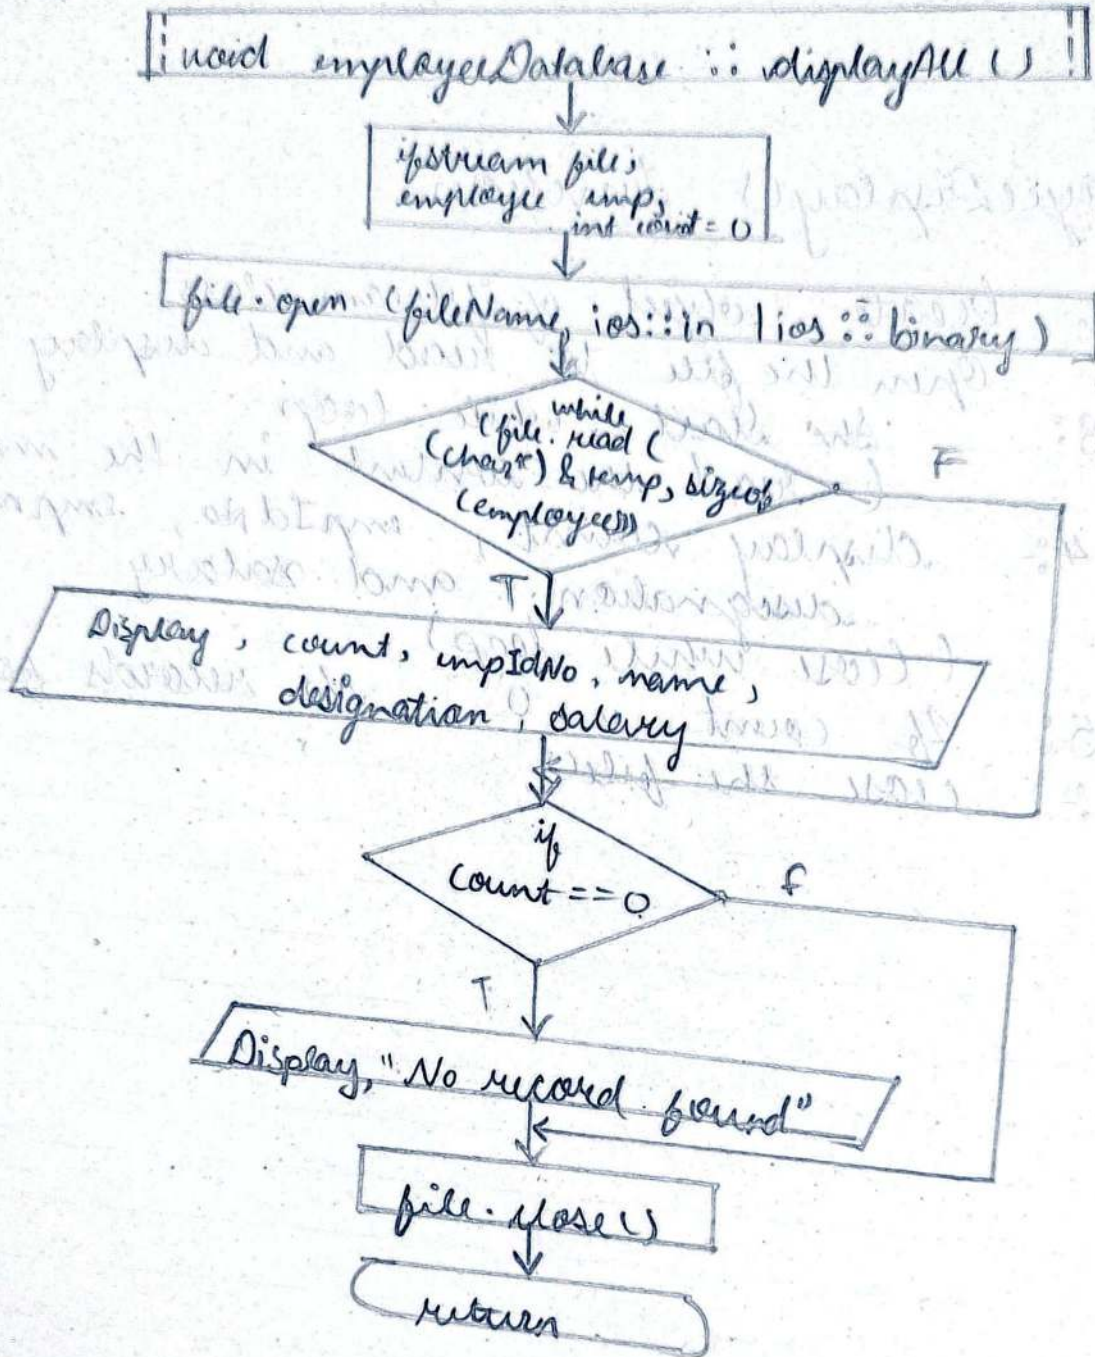 void employeeDatabase :: displayAll ()
ifstream file;
employee emp;
int count = 0
file.open (fileName, ios::in | ios::binary)
while
(file.read (
(char*) & emp, sizeof
(employee)))
F
T
Display, count, empIdNo, name,
designation, salary
if
count == 0
F
T
Display, "No record found"
file.close()
return